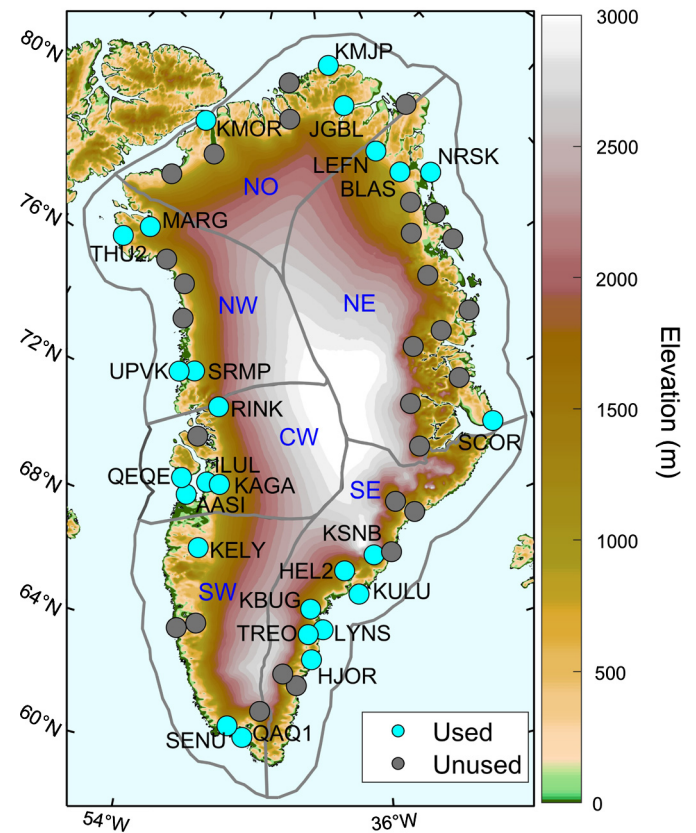 80°N
KMJP
3000
KMOR
JGBL
LEFN
NRSK
2500
NO
BLAS
76°N
MARG
THU2
2000
NW
NE
72°N
UPVK
SRMP
1500
RINK
CW
SCOR
Elevation (m)
68°N
QEQE
ILUL
KAGA
SE
AASI
KSNB
1000
KELY
HEL2
SW
KBUG
KULU
64°N
TREO
LYNS
HJOR
500
60°N
SENU
QAQ1
Used
Unused
0
54°W
36°W